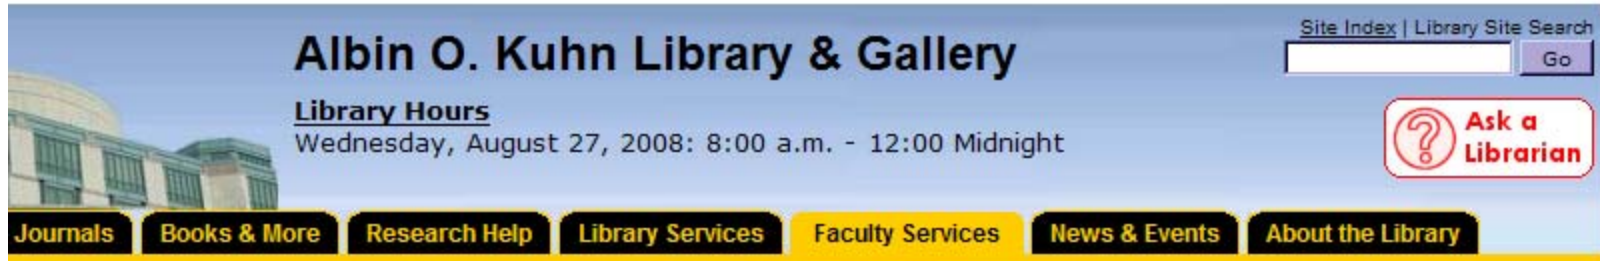 Site Index | Library Site Search
Albin O. Kuhn Library & Gallery
Go
Library Hours
Wednesday, August 27, 2008: 8:00 a.m. - 12:00 Midnight
Ask a
Librarian
Journals Books & More Research Help Library Services Faculty Services News & Events About the Library